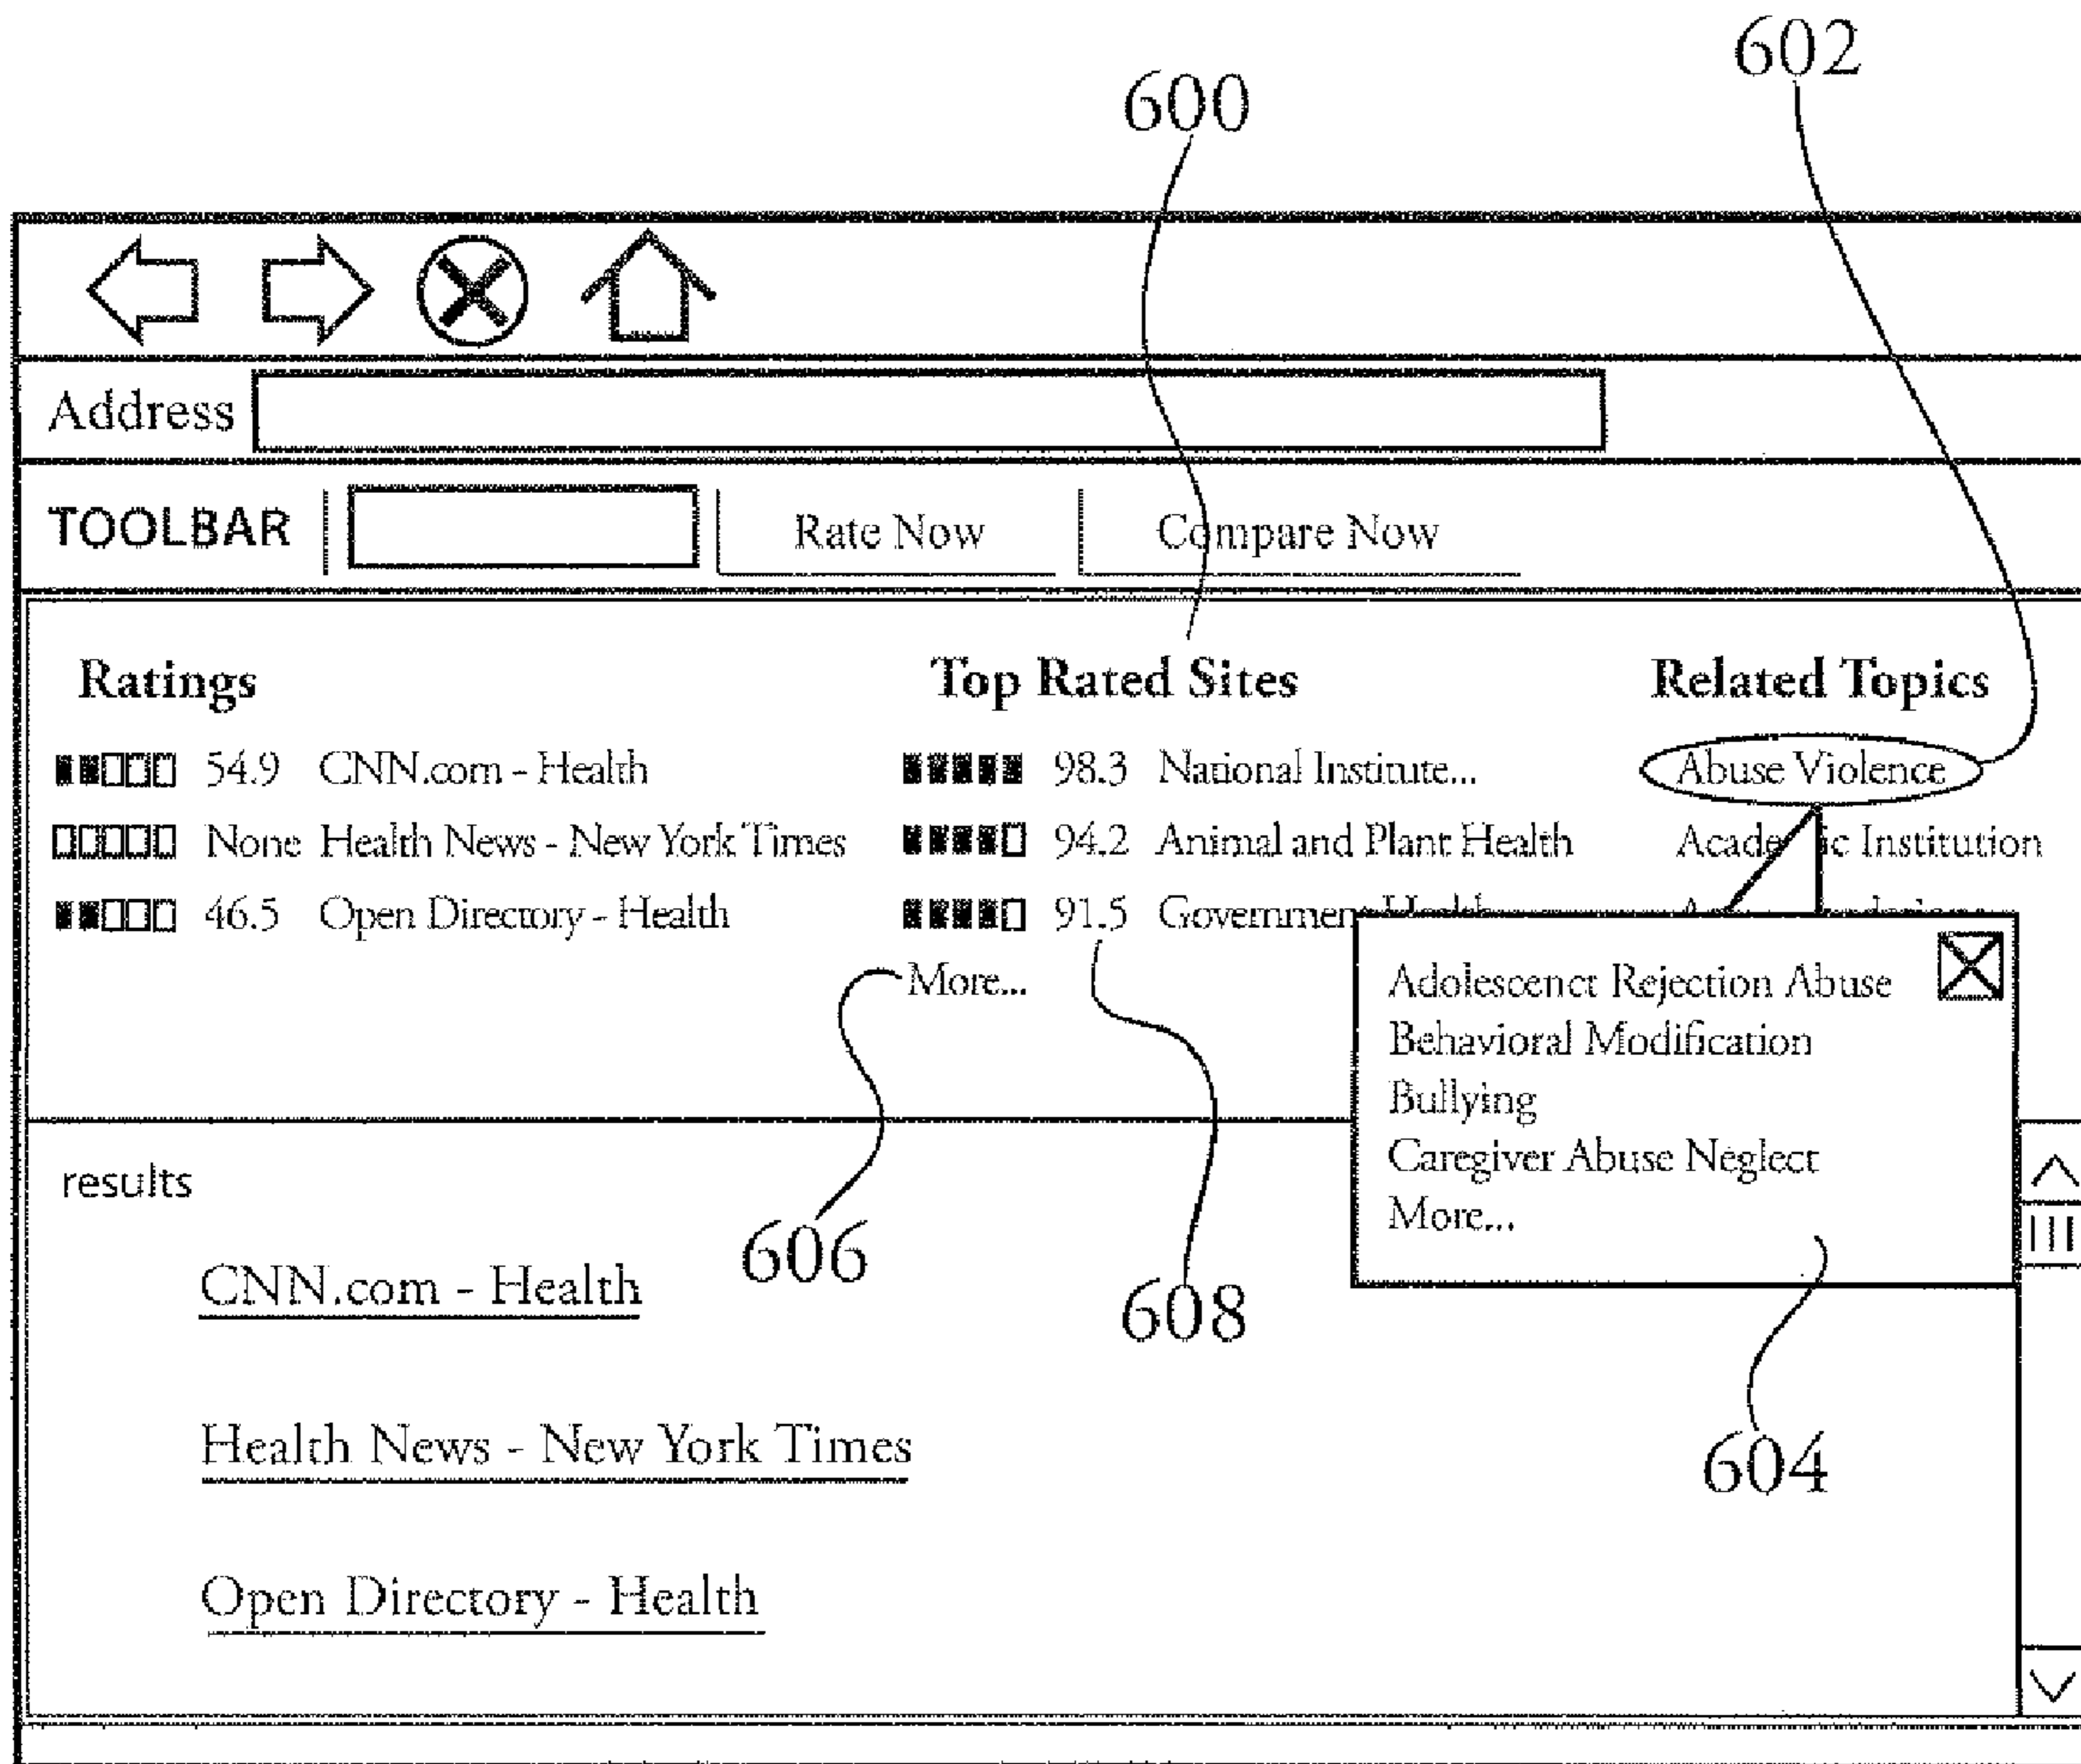 602
600
Address
TOOLBAR Rate Now Compare Now
Ratings Top Rated Sites Related Topics
54.9 CNN.com - Health 98.3 National Institute... Abuse Violence
None Health News - New York Times 94.2 Animal and Plant Health
Institution
46.5 Open Directory - Health 91.5
More...
Adolescenct Rejection Abuse
Behavioral Modification
Bullying
Caregiver Abuse Neglect
More...
results
606
608
CNN.com - Health
Health News - New York Times
604
Open Directory - Health